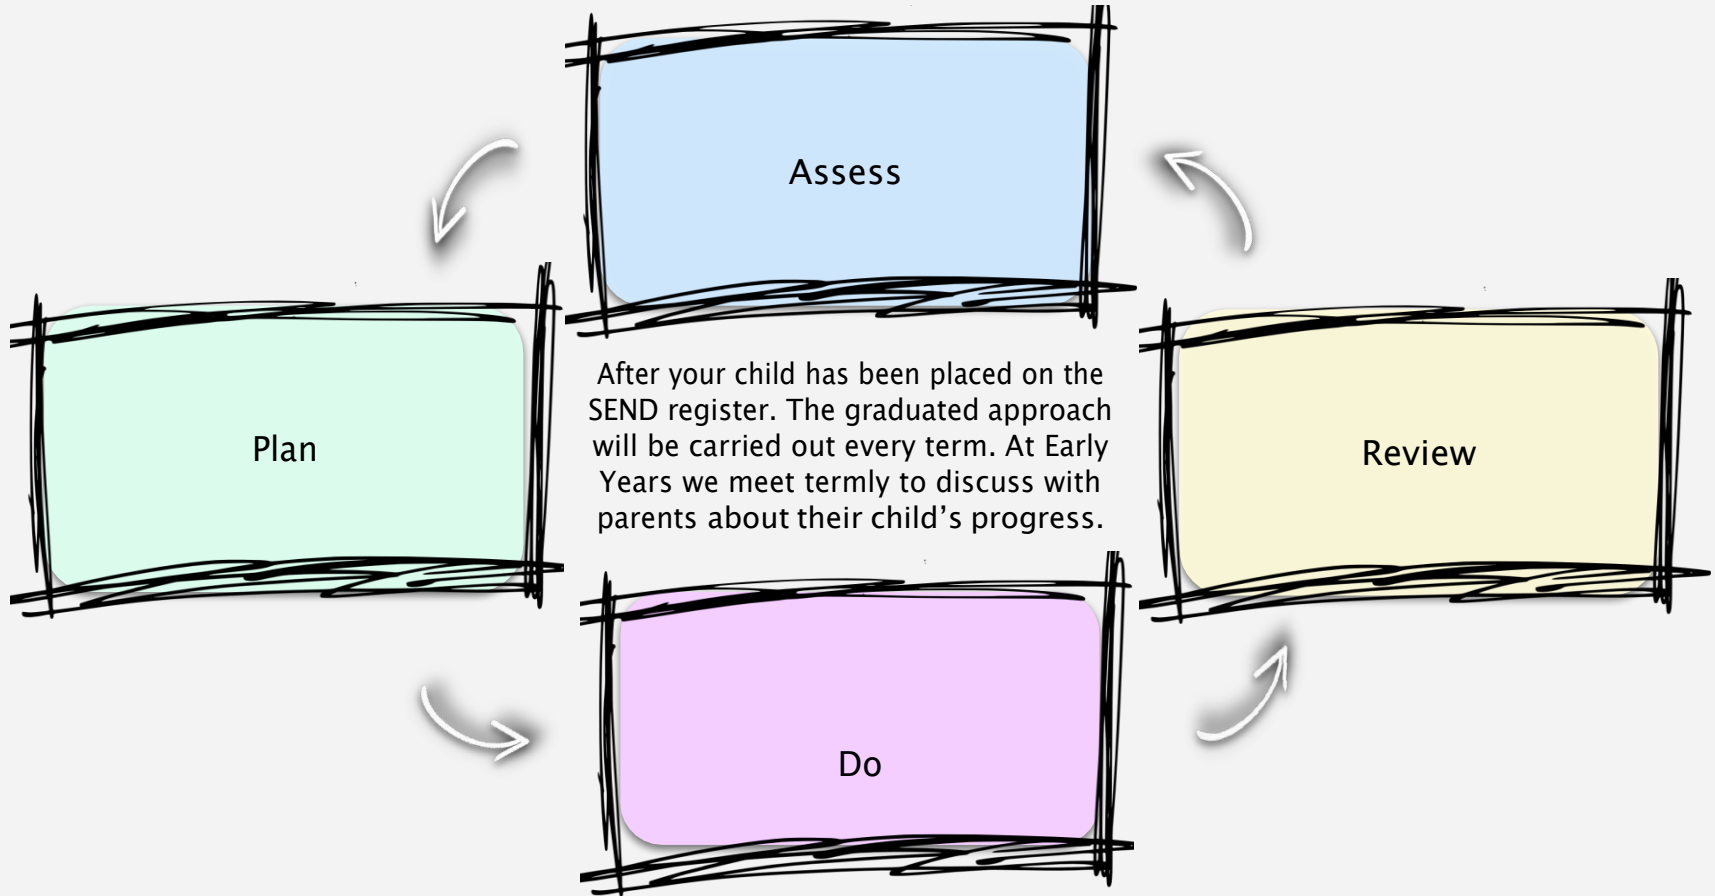 Assess
After your child has been placed on the
SEND register. The graduated approach
will be carried out every term. At Early
Years we meet termly to discuss with
parents about their child’s progress.
Plan
Review
Do